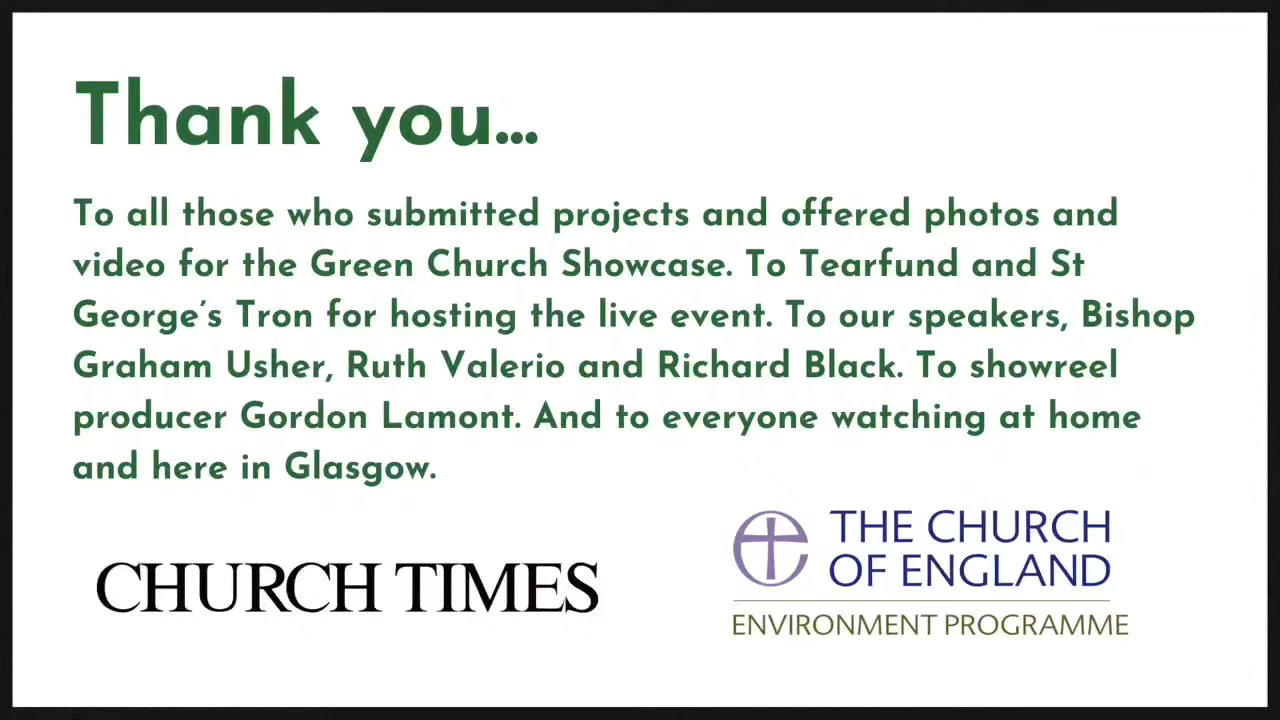 Thank you...
To all those who submitted projects and offered photos and
video for the Green Church Showcase. To Tearfund and St
George's Tron for hosting the live event. To our speakers, Bishop
Graham Usher, Ruth Valerio and Richard Black. To showreel
producer Gordon Lamont. And to everyone watching at home
and here in Glasgow.
CHURCH TIMES
THE CHURCH
OF ENGLAND
ENVIRONMENT PROGRAMME